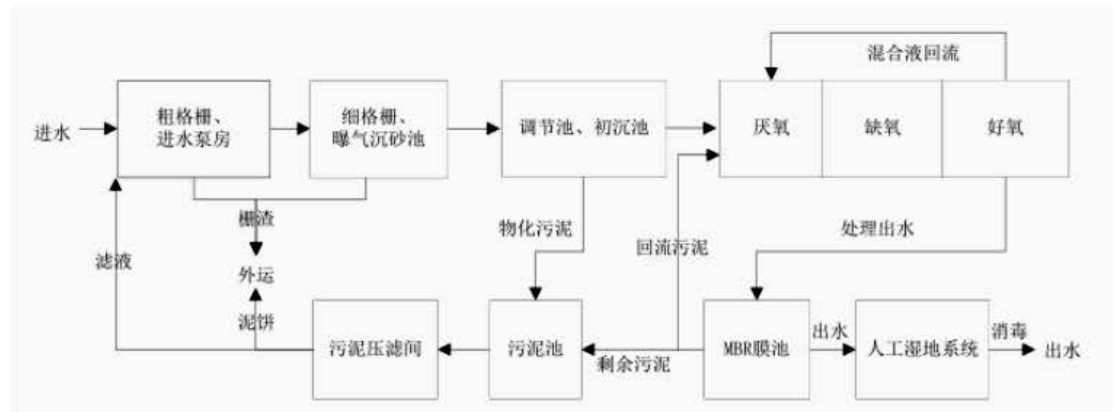 混合液回流
进水
粗格栅、
进水泵房
细格栅、
曝气沉砂池
调节池、初沉池
厌氧
缺氧
好氧
栅渣
物化污泥
回流污泥
处理出水
滤液
外运
泥饼
污泥压滤间
污泥池
剩余污泥
MBR膜池
出水
人工湿地系统
消毒
出水